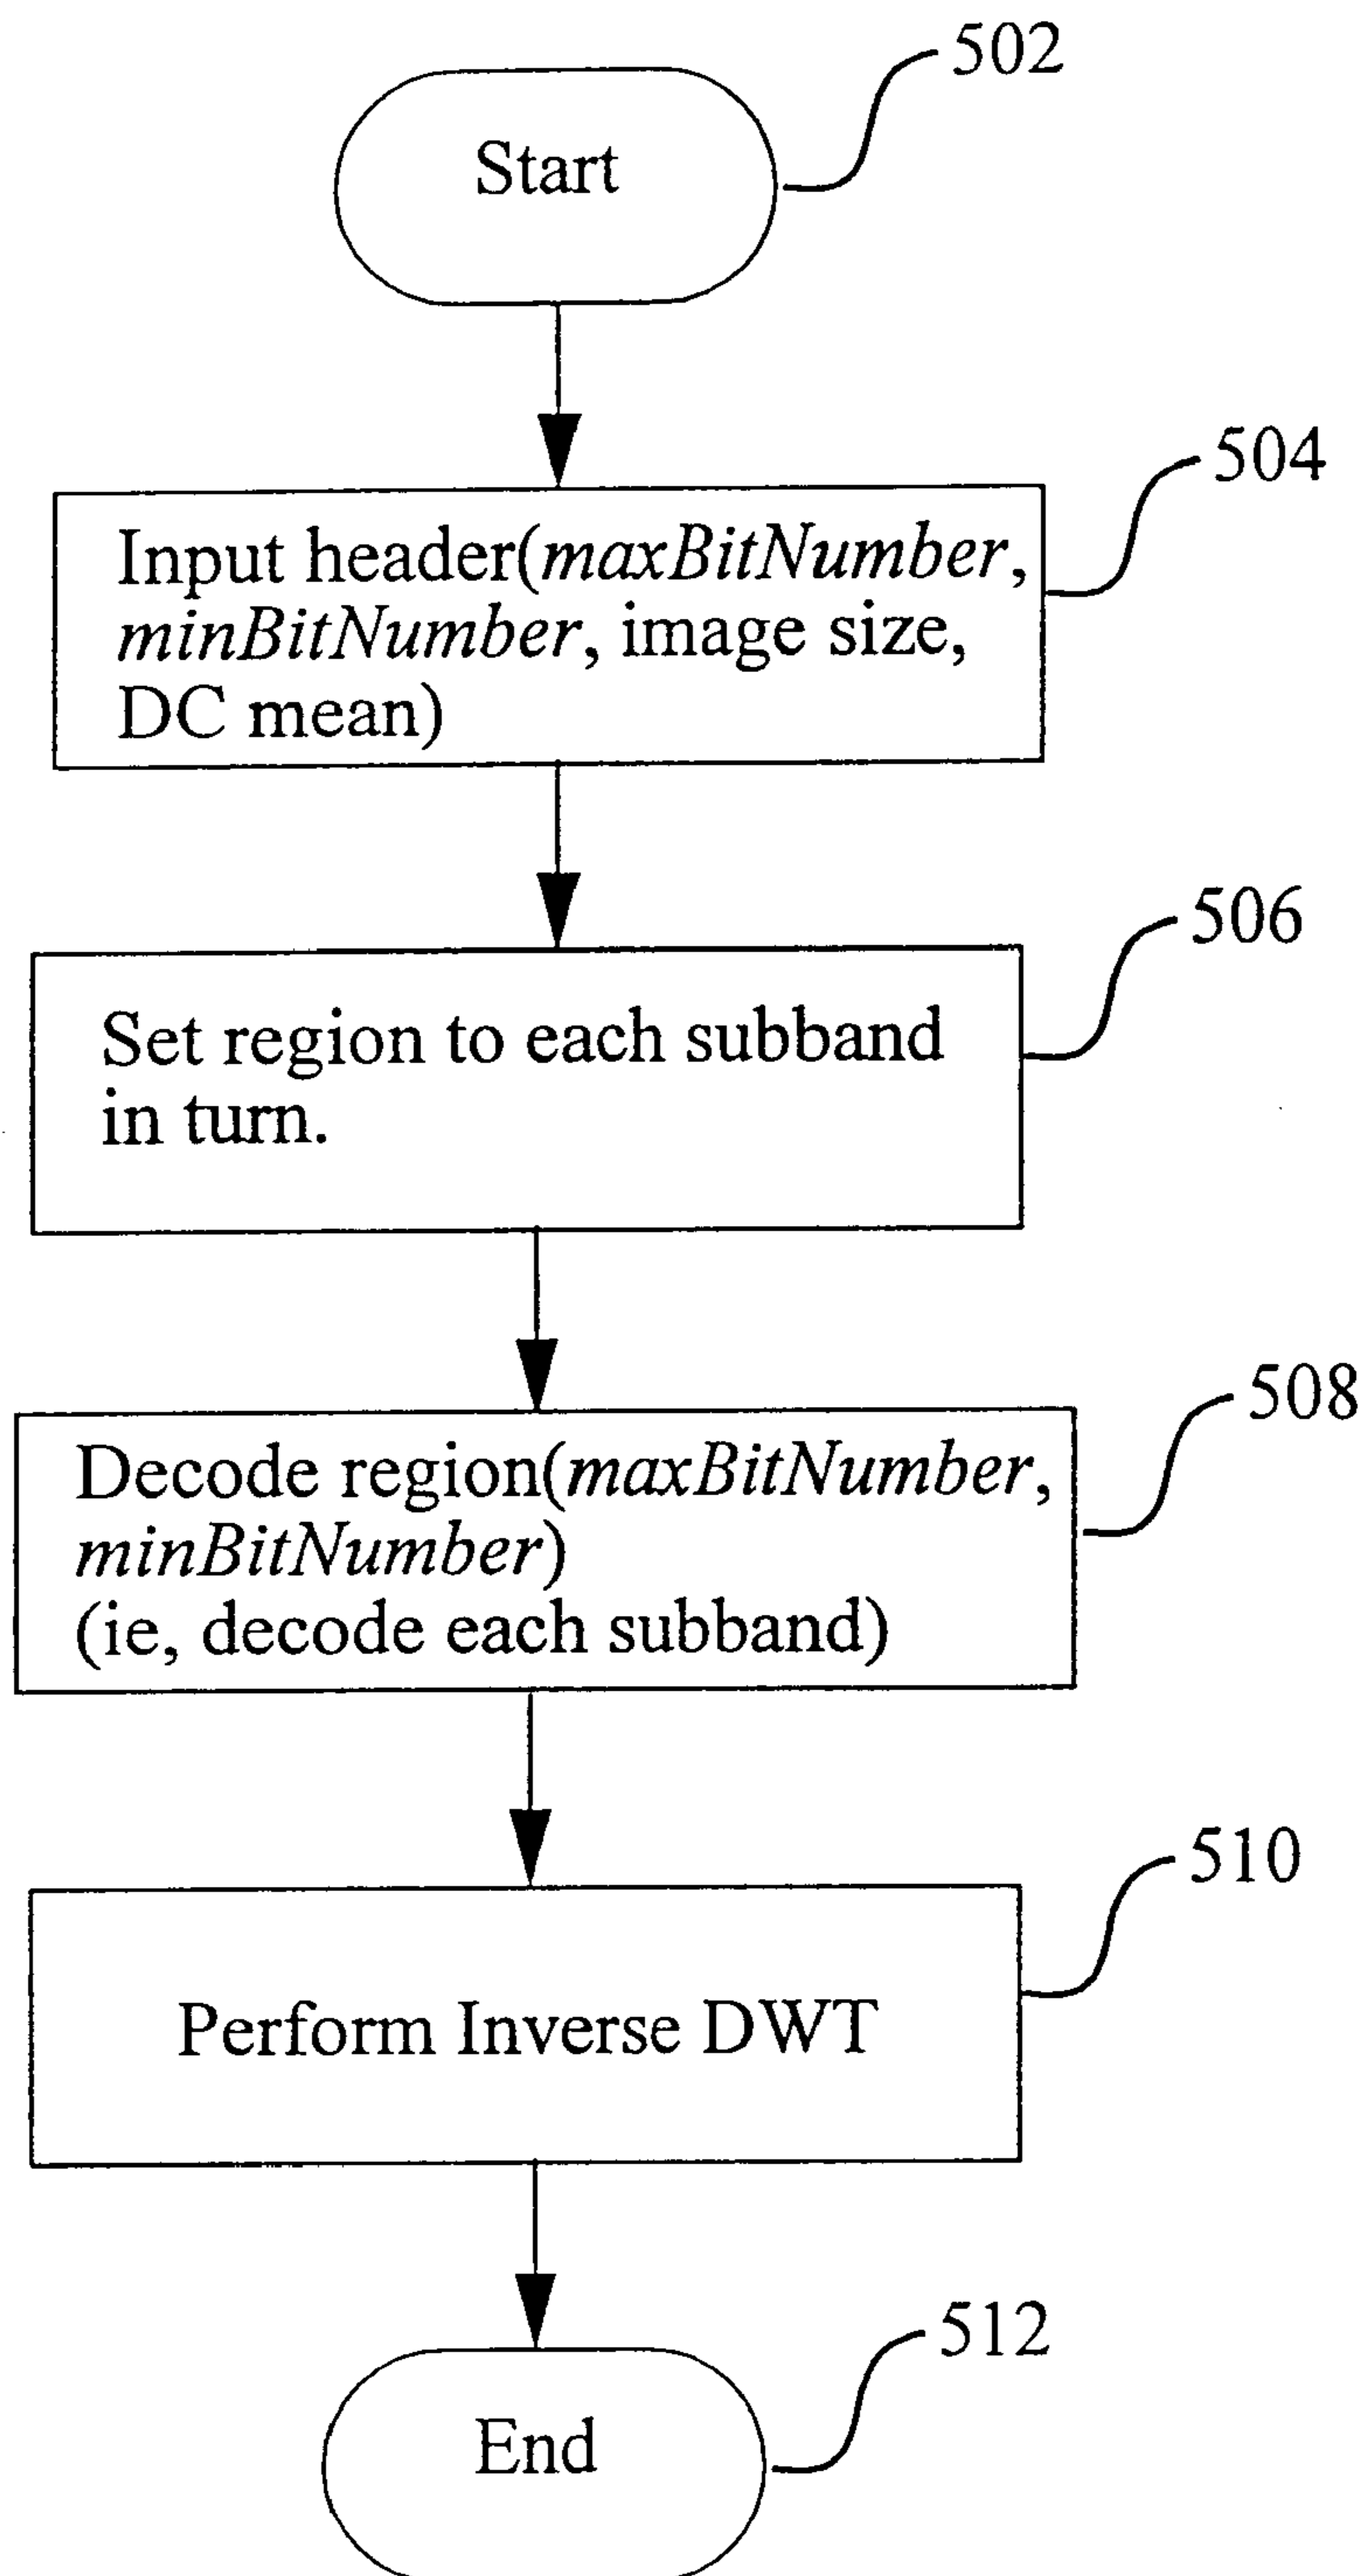 502
Start
504
Input header(maxBitNumber,
minBitNumber, image size,
DC mean)
506
Set region to each subband
in turn.
508
Decode region(maxBitNumber,
minBitNumber)
(ie, decode each subband)
510
Perform Inverse DWT
512
End